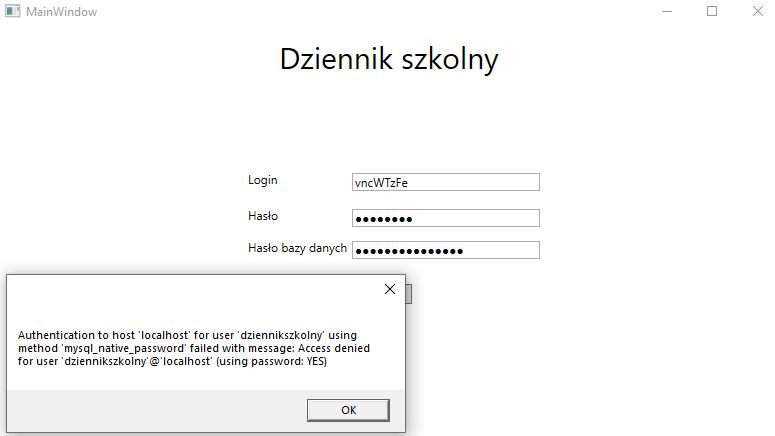 MainWindow
Dziennik szkolny
Login
vncWTzFe
Hasło
●●●●●●●●
Hasło bazy danych
●●●●●●●●●●●●●●●
Authentication to host 'localhost' for user 'dziennikszkolny' using
method 'mysql_native_password' failed with message: Access denied
for user 'dziennikszkolny'@'localhost' (using password: YES)
OK